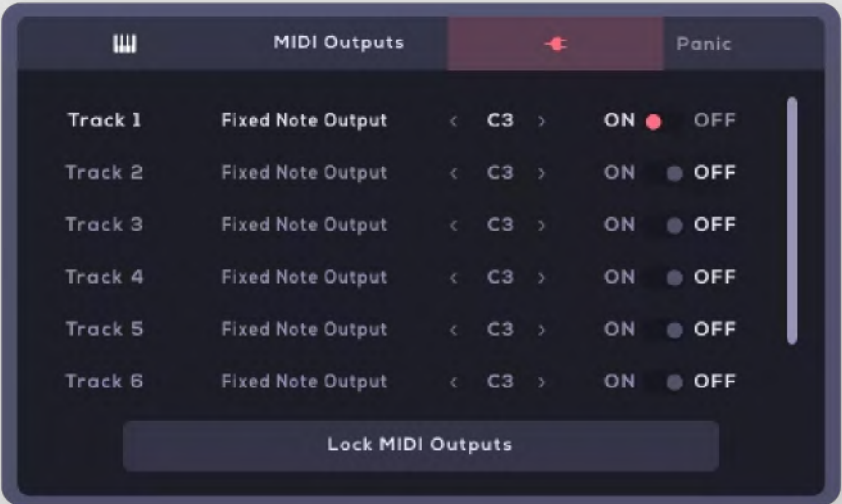 MIDI Outputs Panic
Track 1 Fixed Note Output < C3 > ON OFF
Track 2 Fixed Note Output < C3 > ON OFF
Track 3 Fixed Note Output < C3 > ON OFF
Track 4 Fixed Note Output < C3 > ON OFF
Track 5 Fixed Note Output < C3 > ON OFF
Track 6 Fixed Note Output < C3 > ON OFF
Lock MIDI Outputs